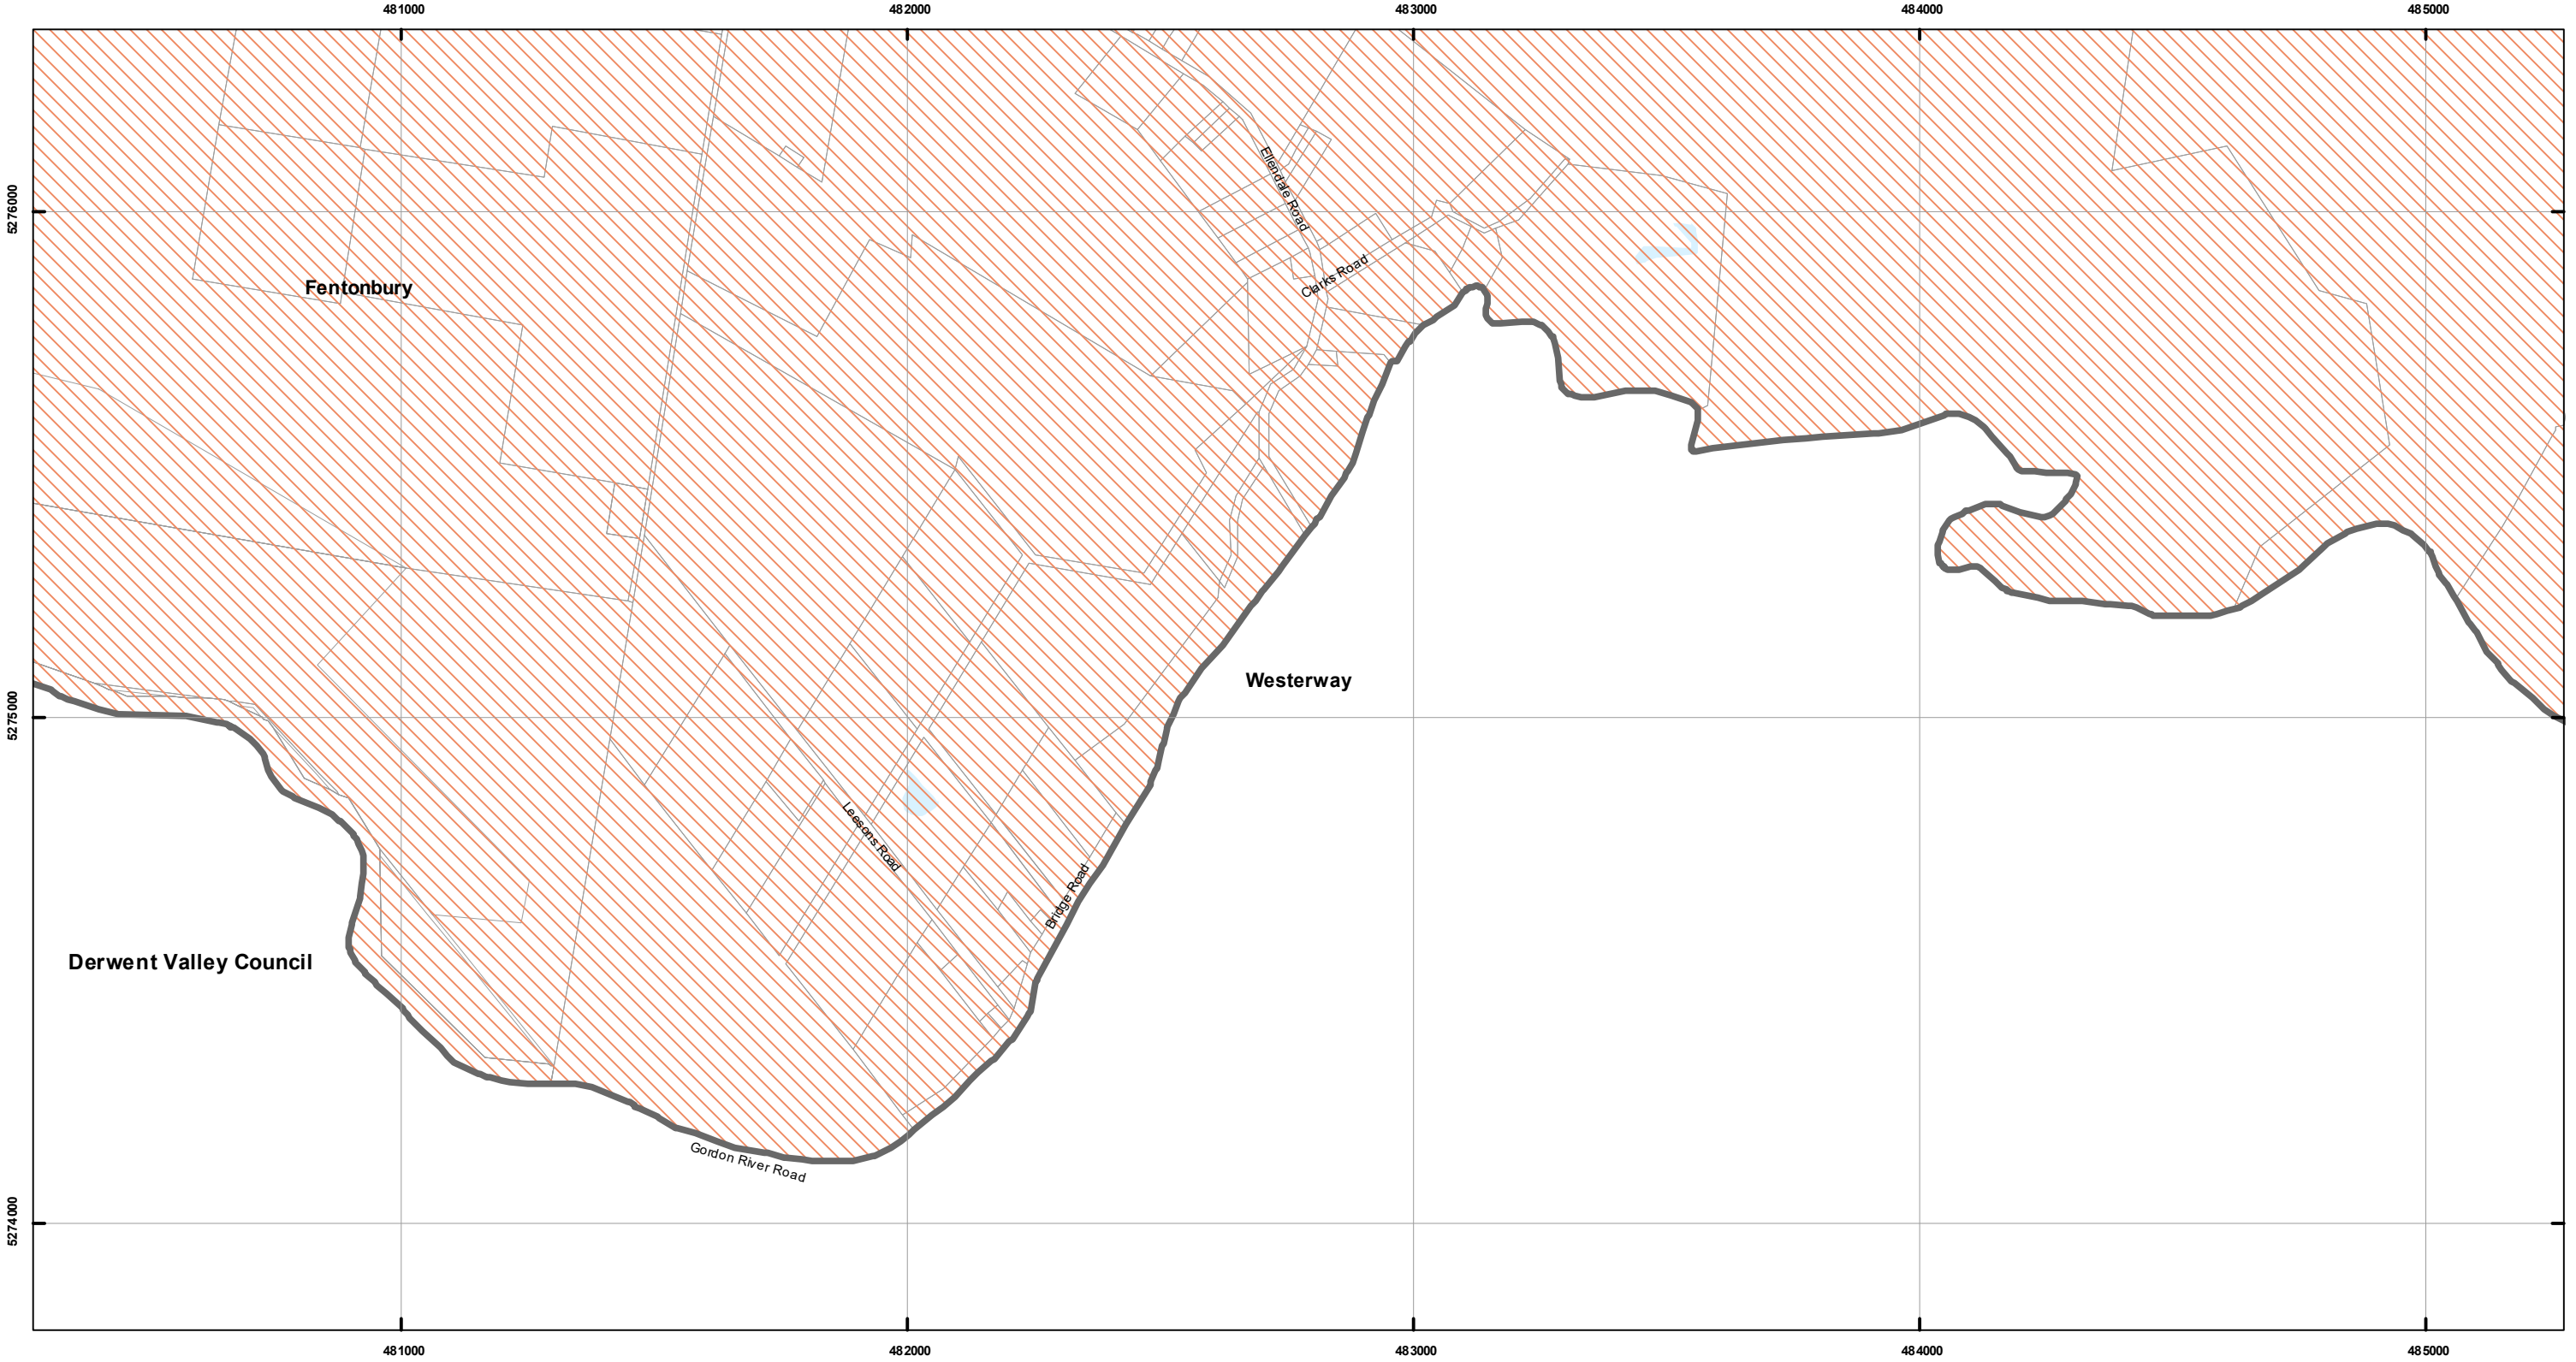 481000 482000 483000 484000 485000
5276000
Ellendale Road
Clarks Road
Fentonbury
Westerway
5275000
Leesons Road
Bridge Road
Derwent Valley Council
Gordon River Road
5274000
481000 482000 483000 484000 485000